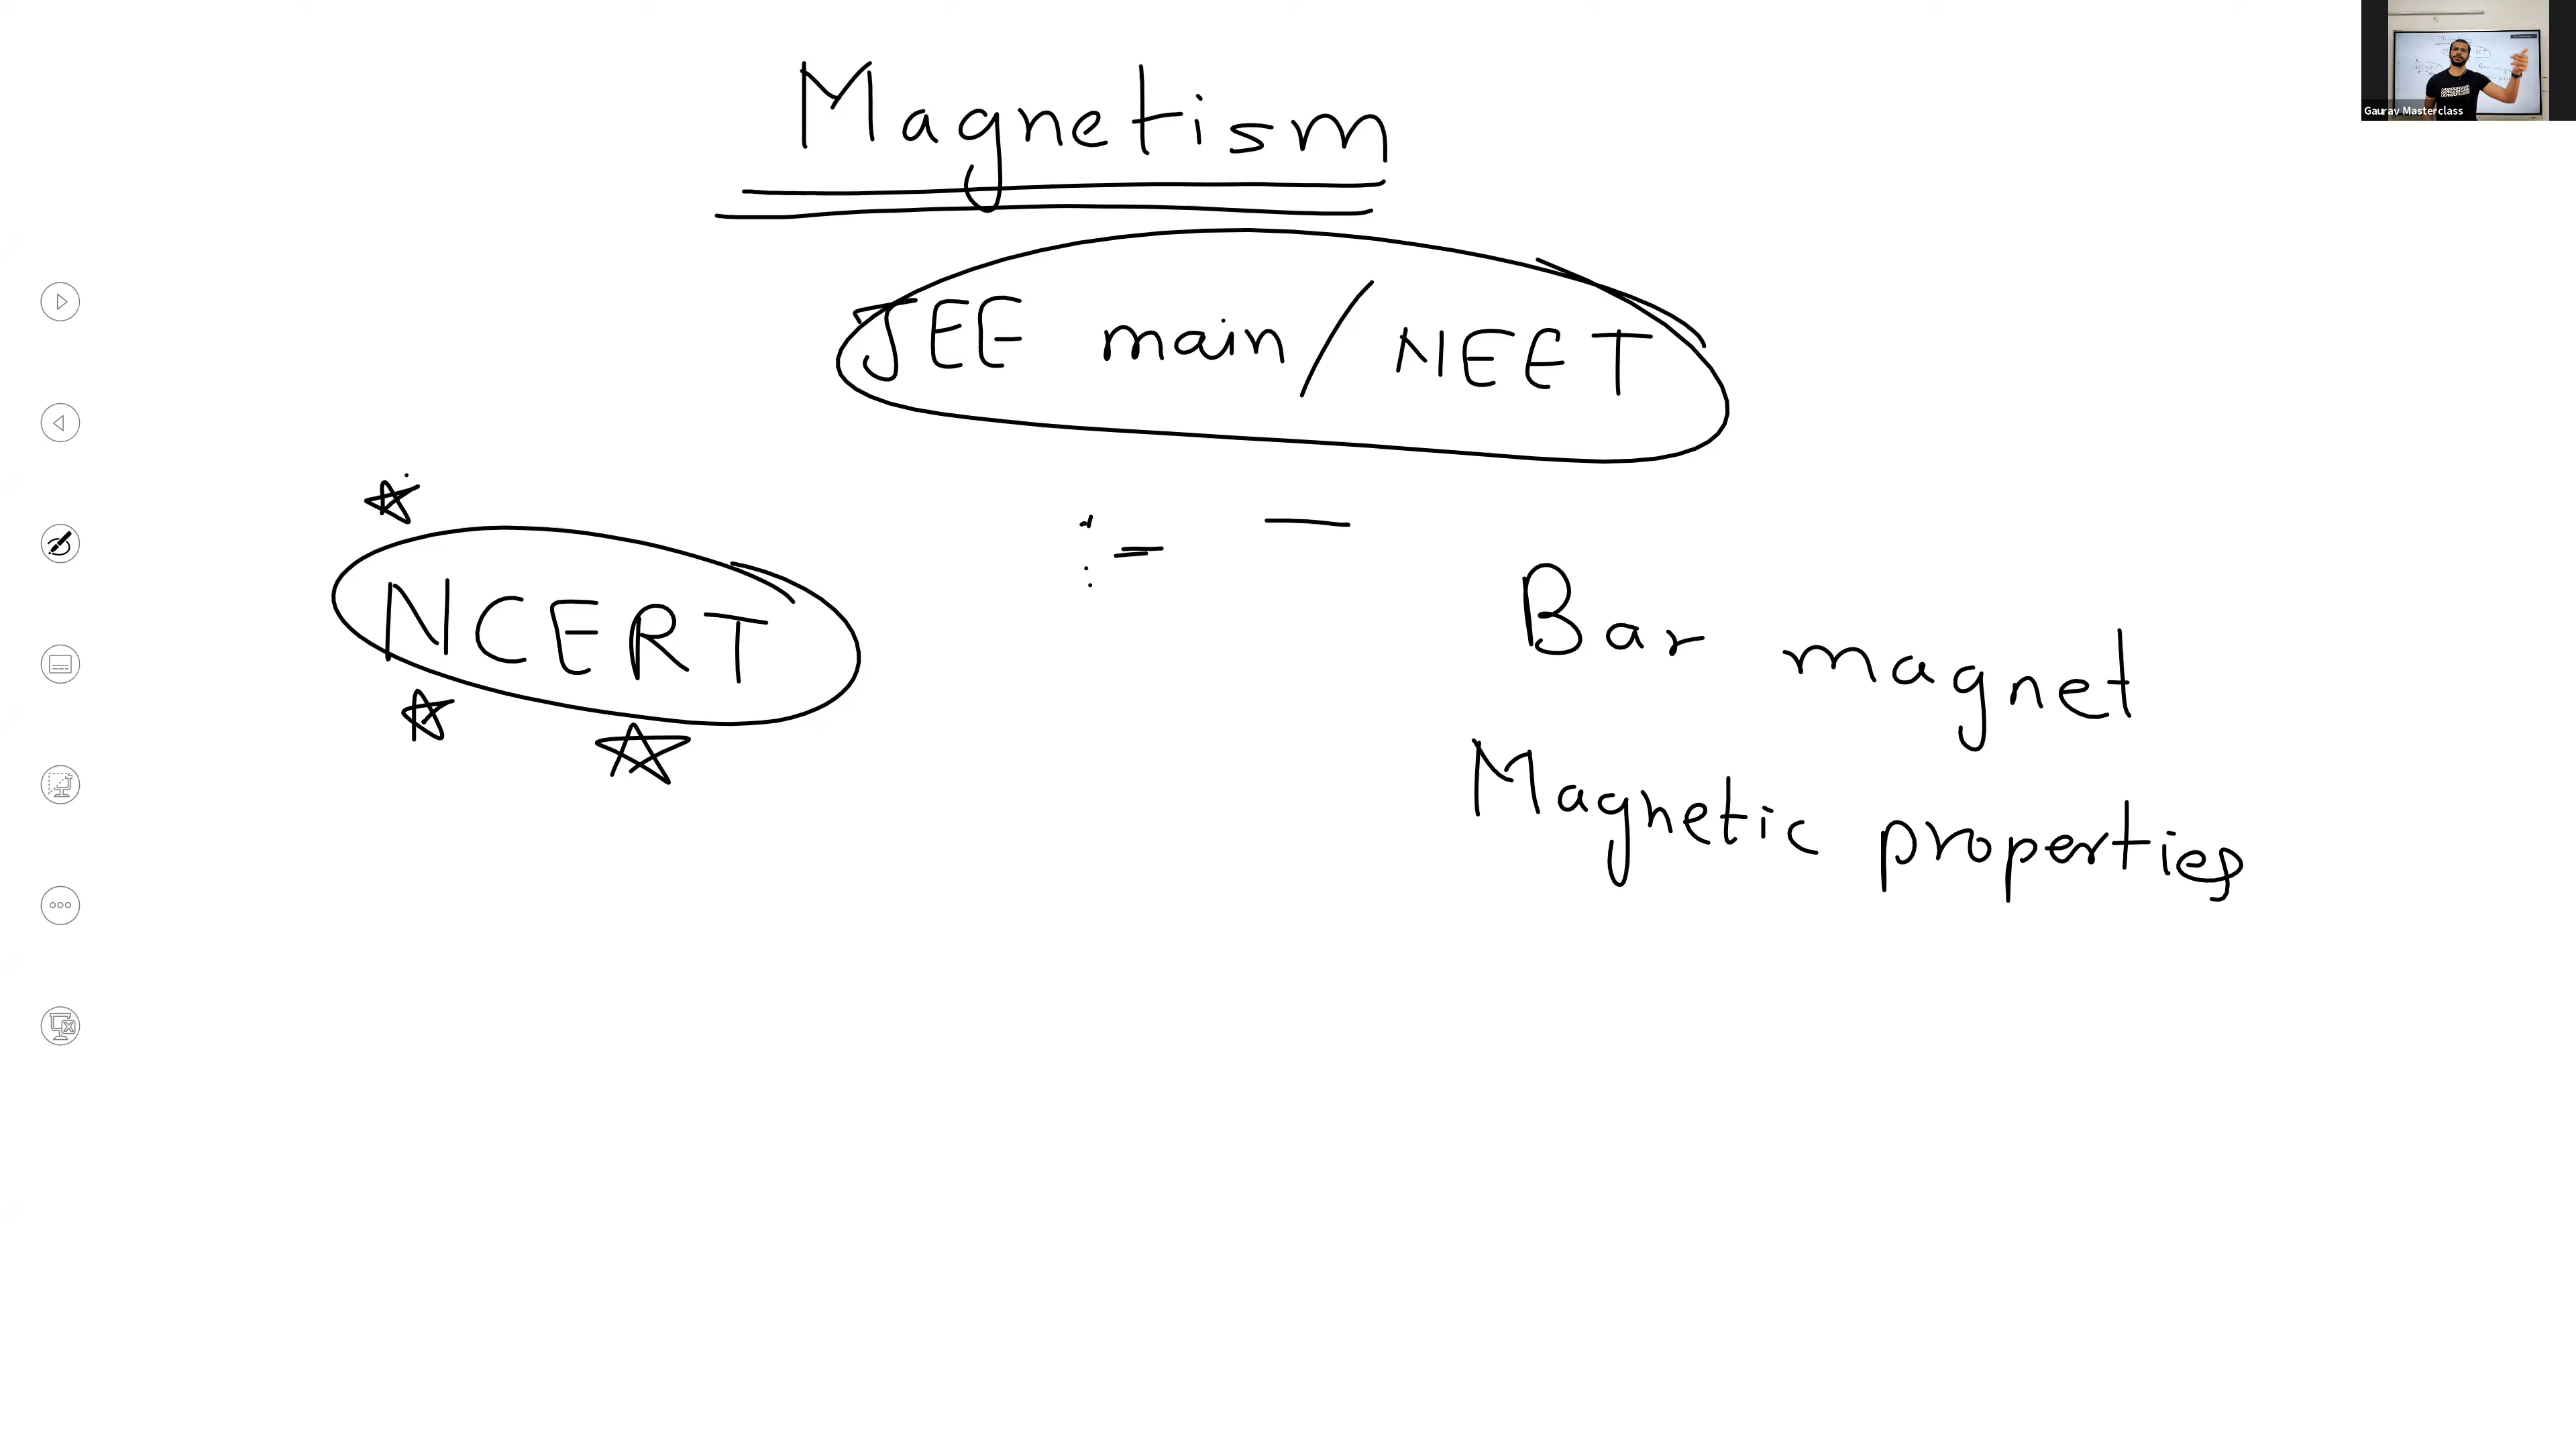 Magnetism
JEE main / NEET
NCERT
Bar magnet
Magnetic properties
Gaurav Masterclass